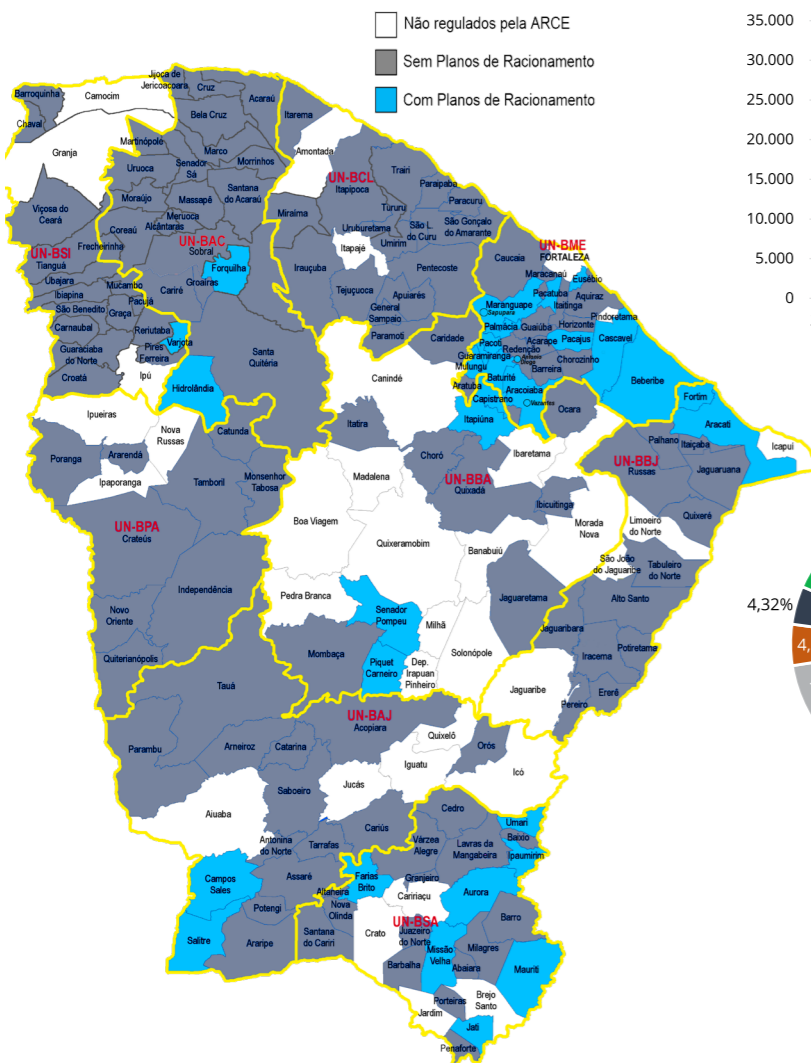 Não regulados pela ARCE
Sem Planos de Racionamento
Com Planos de Racionamento
35.000
30.000
25.000
20.000
15.000
10.000
5.000
0
4,32%
4,
Jijoca de
Jericoacoara
Cruz
Barroquinha
Camocim
Acaraú
Chaval
Bela Cruz
Itarema
Martinópole
Marco
Amontada
Granja
Senador
Sá
Morrinhos
Uruoca
Trairi
UN-BCL
Itapipoca
Paraipaba
Moraújo
Massapê
Santana
do Acaraú
Viçosa do
Ceará
Miraíma
Tururu
Paracuru
Meruoca
Alcântaras
Coreaú
Uruburetama
São L.
do Curu
São Gonçalo
do Amarante
Frecheirinha
UN-BAC
Sobral
Itapajé
Umirim
UN-BME
FORTALEZA
UN-BSI
Tianguá
Forquilha
Irauçuba
Pentecoste
Caucaia
Maracanaú
Eusébio
Ubajara
Mucambo
Groaíras
Cariré
Tejuçuoca
Apuiarés
Maranguape
Pacatuba
Aquiraz
Ibiapina
Pacujá
Itaitinga
São Benedito
Graça
General
Sampaio
Sapupara
Pindoretama
Carnaubal
Reriutaba
Varjota
Paramoti
Caridade
Palmácia
Guaiúba
Horizonte
Cascavel
Pacoti
Acarape
Pacajus
Guaraciaba
do Norte
Pires
Ferreira
Santa
Quitéria
Redenção
Antonio
Diogo
Guaramiranga
Mulungu
Chorozinho
Barreira
Croatá
Ipú
Hidrolândia
Canindé
Baturité
Aratuba
Aracoiaba
Beberibe
Capistrano
Vazantes
Fortim
Ipueiras
Itapiúna
Ocara
Aracati
Nova
Russas
Catunda
Itatira
Icapui
Poranga
Ararendá
Choró
Ibaretama
Palhano
Itaiçaba
Monsenhor
Tabosa
Madalena
UN-BBA
Quixadá
UN-BBJ
Russas
Jaguaruana
Ipaporanga
Tamboril
Ibicuitinga
Quixeré
UN-BPA
Crateús
Boa Viagem
Morada
Nova
Limoeiro
do Norte
Quixeramobim
Banabuiú
São João
do Jaguaribe
Tabuleiro
do Norte
Independência
Pedra Branca
Alto Santo
Novo
Oriente
Senador
Pompeu
Jaguaretama
Milhã
Jaguaribara
Quiterianópolis
Mombaça
Solonópole
Potiretama
Iracema
Piquet
Carneiro
Dep.
Irapuan
Pinheiro
Tauá
Jaguaribe
Ererê
Pereiro
UN-BAJ
Acopiara
Quixelô
Parambu
Arneiroz
Catarina
Orós
Iguatu
Icó
Jucás
Saboeiro
Aiuaba
Cedro
Umari
Cariús
Baixio
Antonina
do Norte
Tarrafas
Várzea
Alegre
Lavras da
Mangabeira
Ipaumirim
Campos
Sales
Assaré
Farias
Brito
Granjeiro
Altaneira
Caririaçu
Aurora
Potengi
Nova
Olinda
UN-BSA
Barro
Salitre
Araripe
Santana
do Cariri
Crato
Juazeiro
do Norte
Missão
Velha
Milagres
Barbalha
Abaiara
Mauriti
Brejo
Santo
Porteiras
Jardim
Jati
Penaforte